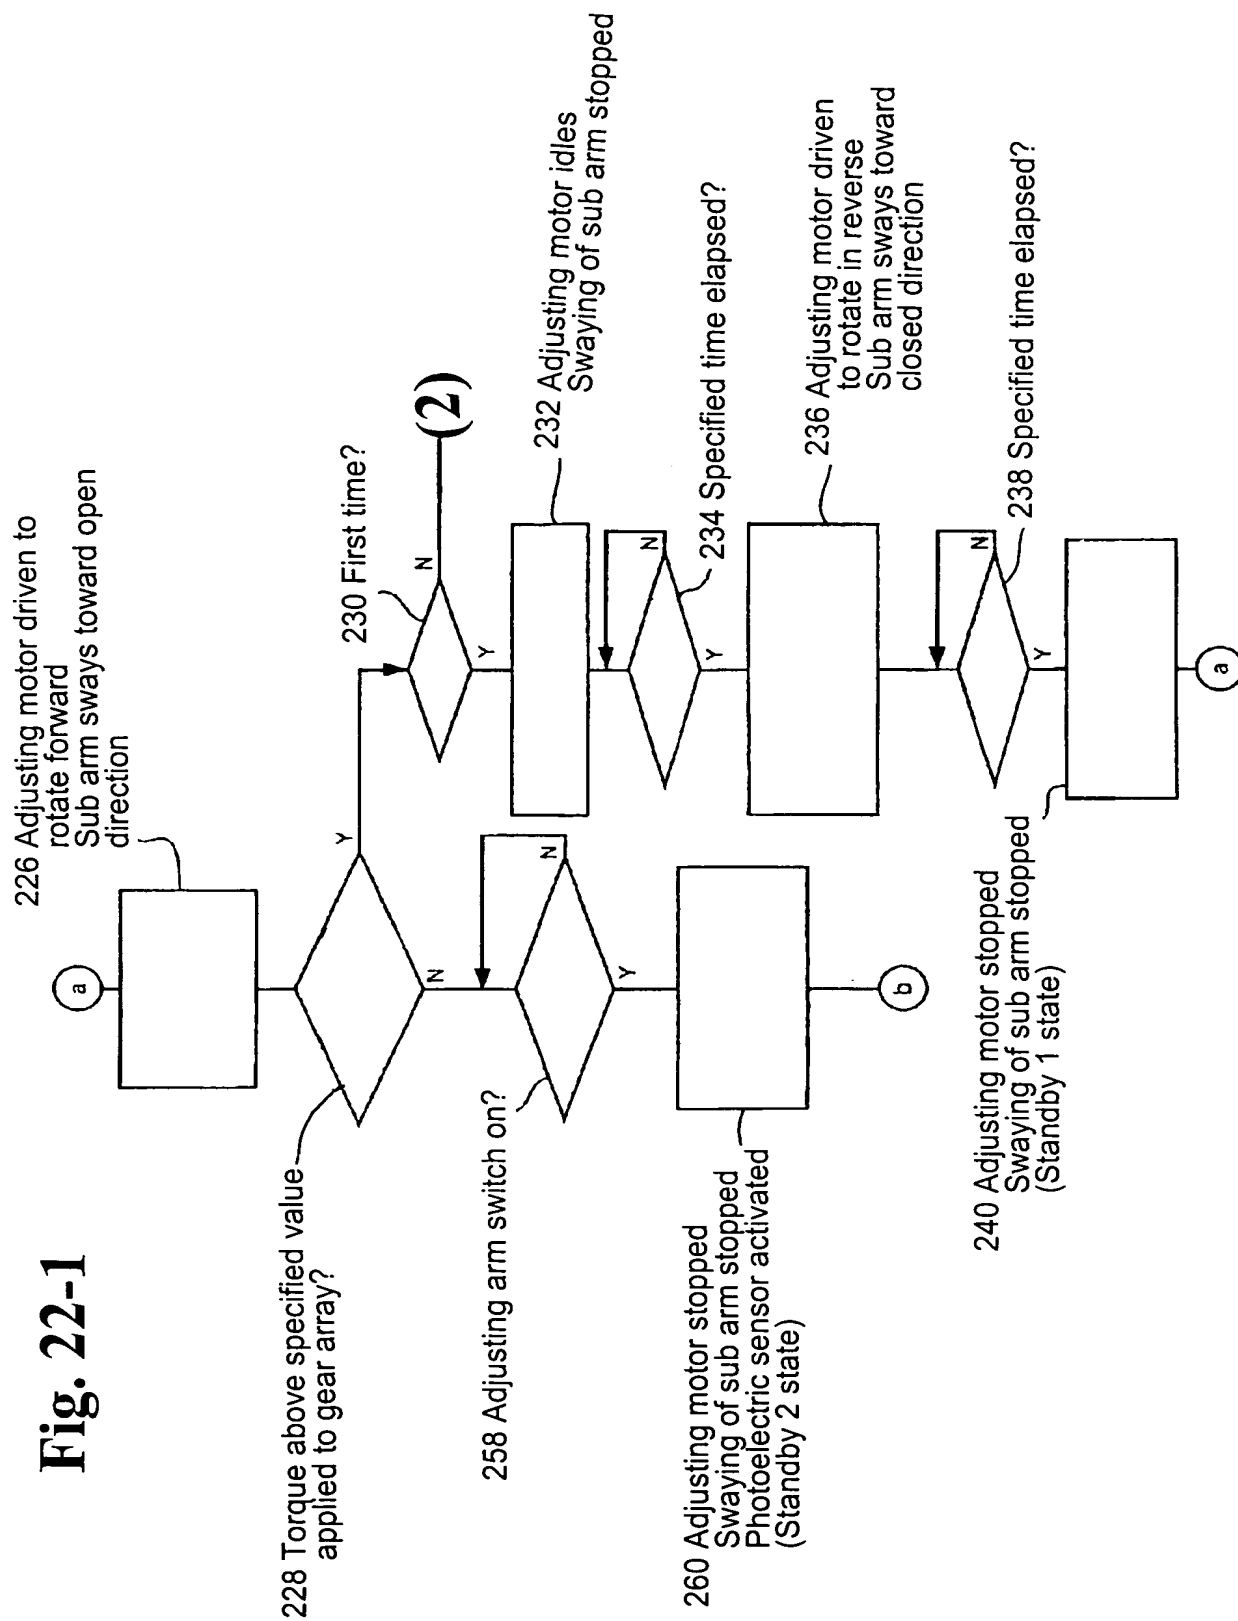 Fig. 22-1
226 Adjusting motor driven to
rotate forward
Sub arm sways toward open
direction
a
228 Torque above specified value
applied to gear array?
Y
N
230 First time?
N
(2)
Y
232 Adjusting motor idles
Swaying of sub arm stopped
234 Specified time elapsed?
N
Y
236 Adjusting motor driven
to rotate in reverse
Sub arm sways toward
closed direction
238 Specified time elapsed?
N
Y
240 Adjusting motor stopped
Swaying of sub arm stopped
(Standby 1 state)
a
258 Adjusting arm switch on?
N
Y
260 Adjusting motor stopped
Swaying of sub arm stopped
Photoelectric sensor activated
(Standby 2 state)
b